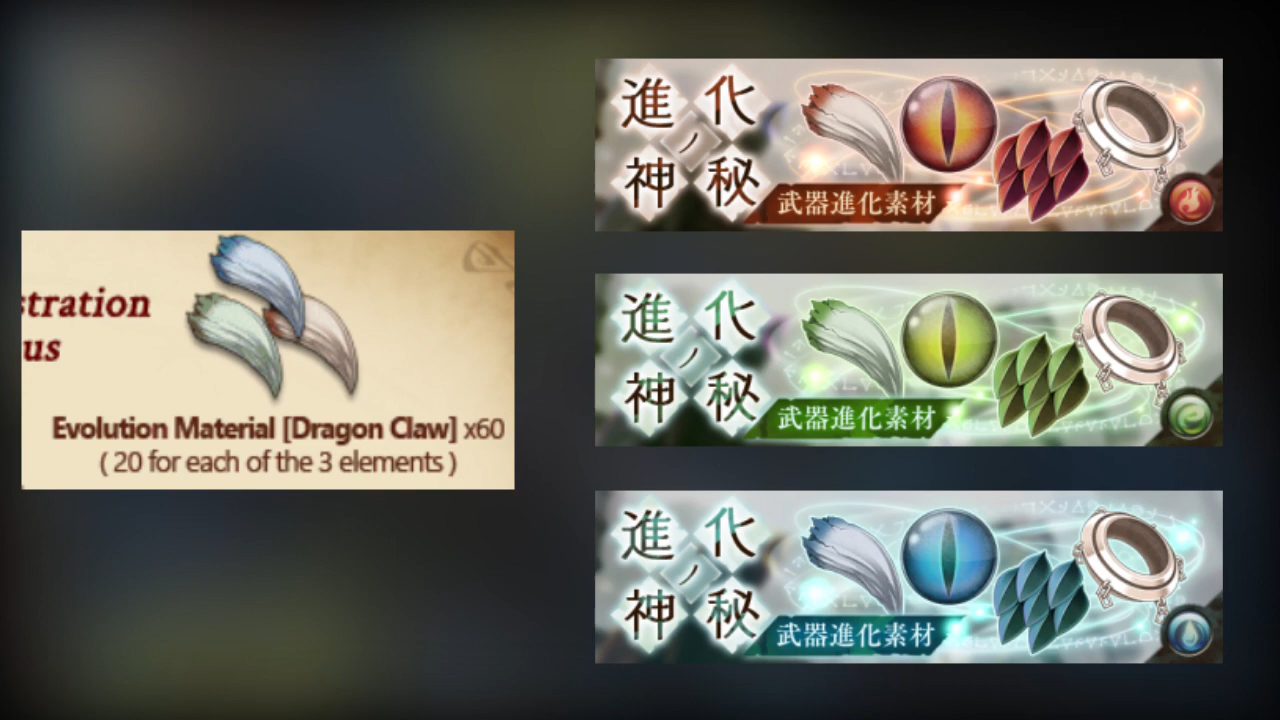 stration
us
Evolution Material [Dragon Claw] x60
( 20 for each of the 3 elements )
進化ノ神秘
武器進化素材
進化ノ神秘
武器進化素材
進化ノ神秘
武器進化素材